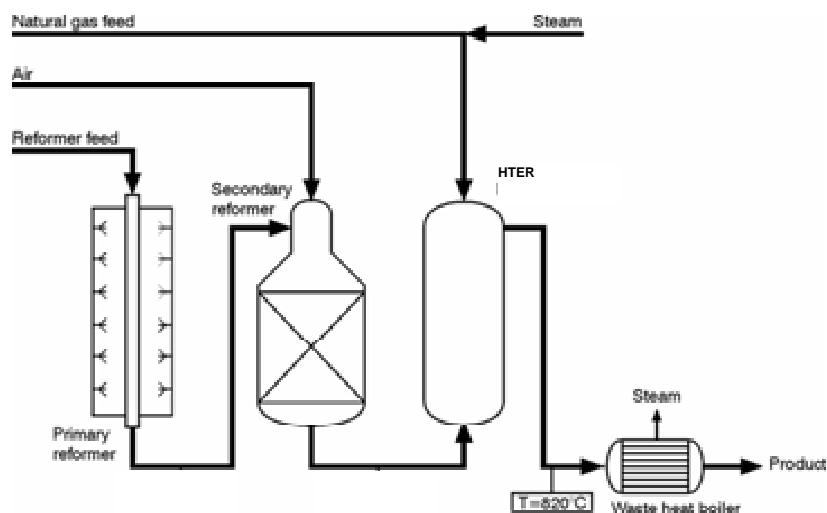 Natural gas feed
Steam
Air
Reformer feed
HTER
Secondary
reformer
Primary
reformer
Steam
Product
T=820°C
Waste heat boiler